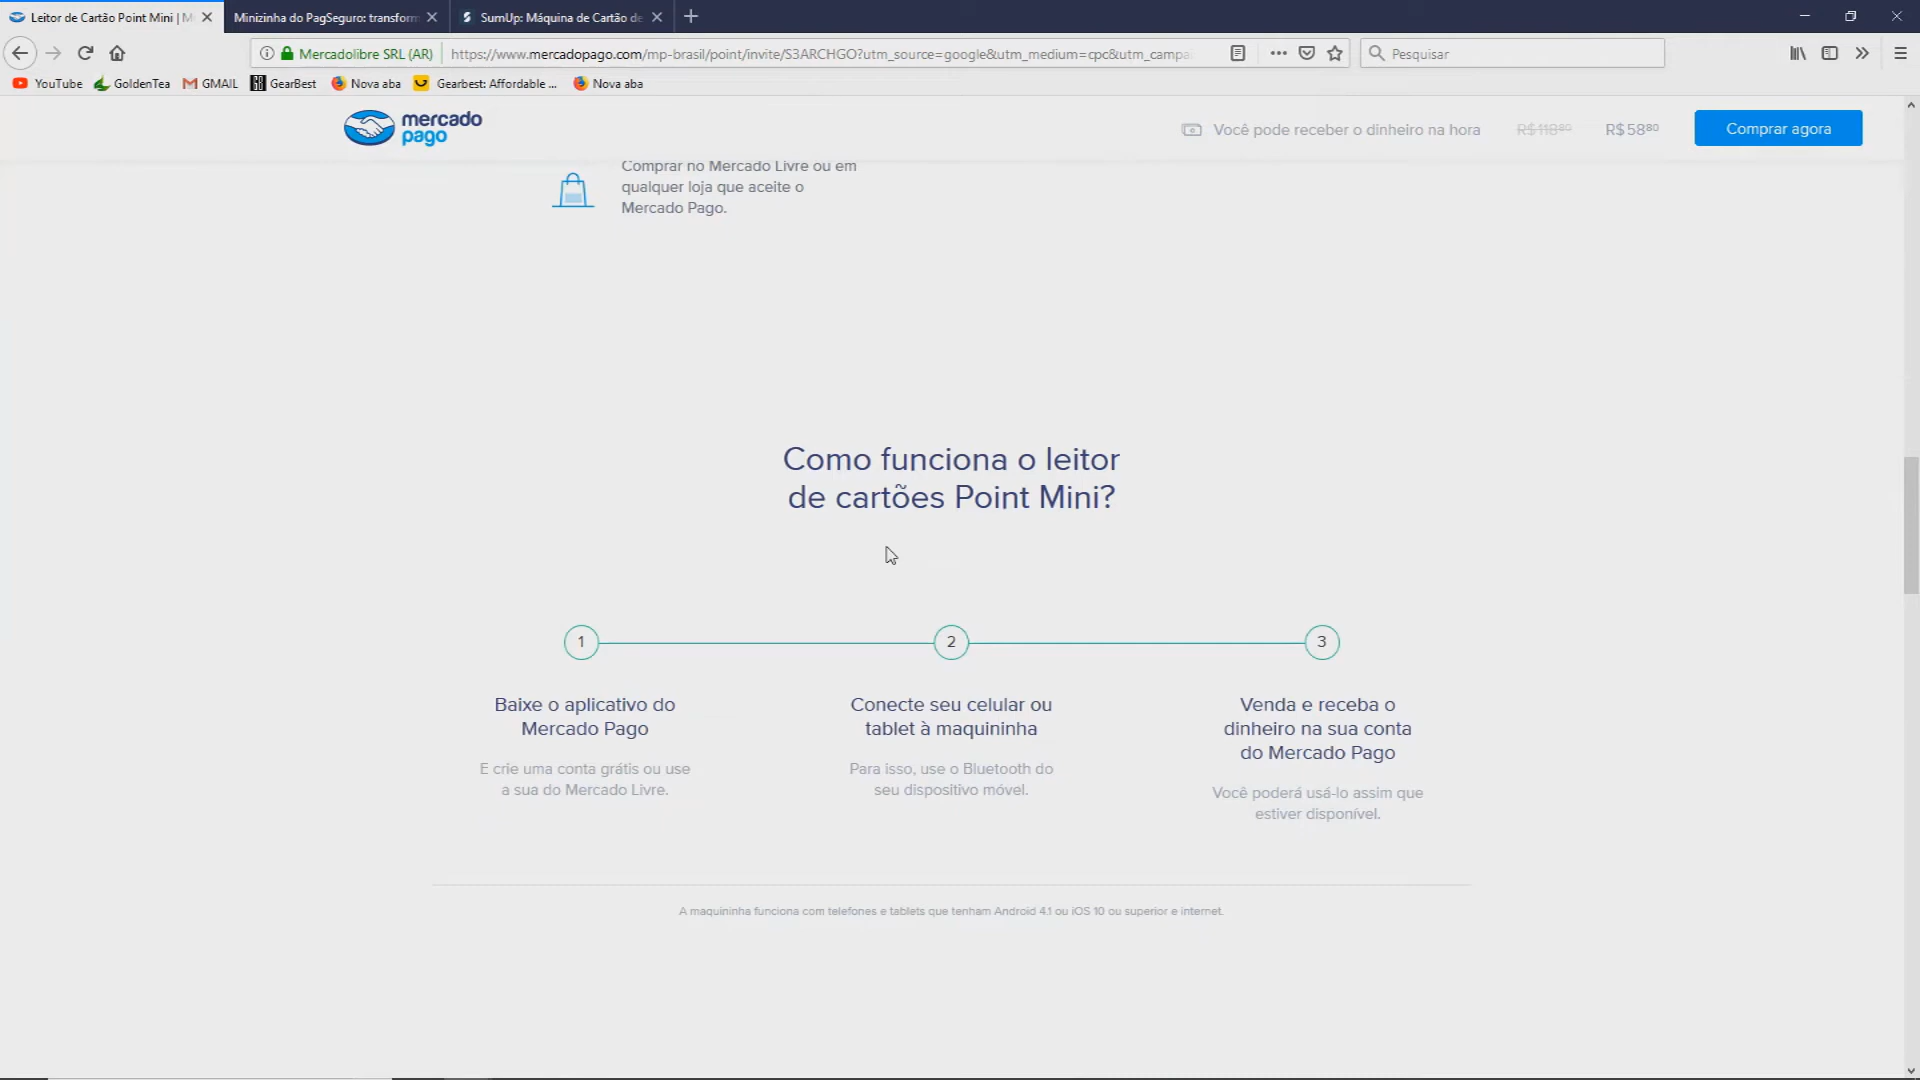 Leitor de Cartão Point Mini | M
Minizinha do PagSeguro: transform
SumUp: Máquina de Cartão de
Mercadolibre SRL (AR)
https://www.mercadopago.com/mp-brasil/point/invite/S3ARCHGO?utm_source=google&utm_medium=cpc&utm_campa
Pesquisar
YouTube
GoldenTea
GMAIL
GearBest
Nova aba
Gearbest: Affordable ...
Nova aba
mercado
pago
Você pode receber o dinheiro na hora
R$118⁸⁰
R$58⁸⁰
Comprar agora
Comprar no Mercado Livre ou em
qualquer loja que aceite o
Mercado Pago.
Como funciona o leitor
de cartões Point Mini?
1
2
3
Baixe o aplicativo do
Mercado Pago
E crie uma conta grátis ou use
a sua do Mercado Livre.
Conecte seu celular ou
tablet à maquininha
Para isso, use o Bluetooth do
seu dispositivo móvel.
Venda e receba o
dinheiro na sua conta
do Mercado Pago
Você poderá usá-lo assim que
estiver disponível.
A maquininha funciona com telefones e tablets que tenham Android 4.1 ou iOS 10 ou superior e internet.